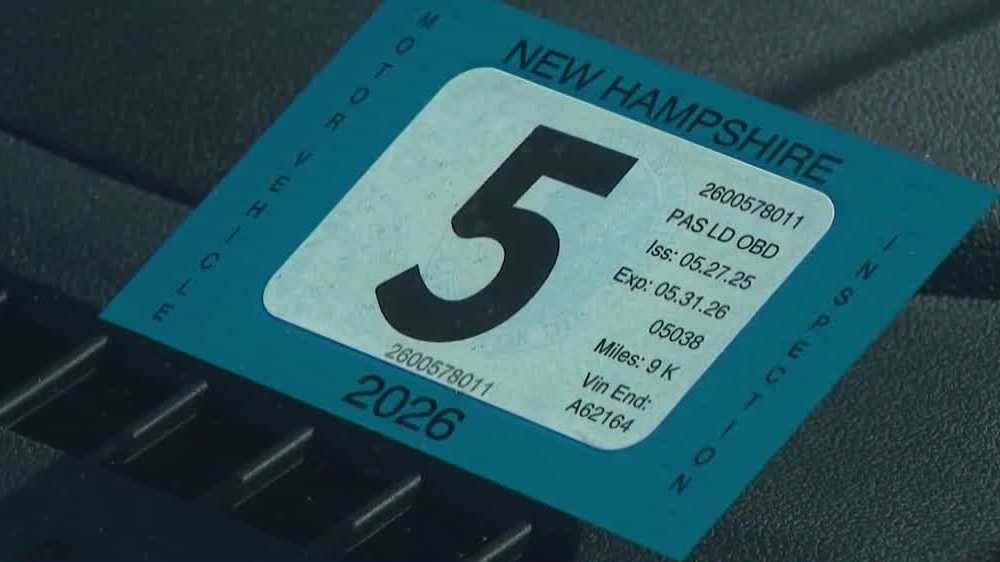 NEW HAMPSHIRE
MOTOR VEHICLE
5
2600578011
PAS LD OBD
Iss: 05.27.25
Exp: 05.31.26
05038
Miles: 9 K
Vin End:
A62164
2600578011
2026
INSPECTION